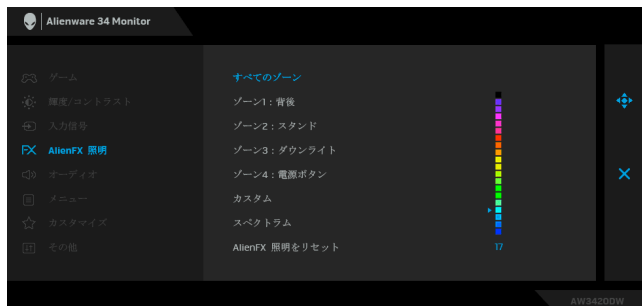 Alienware 34 Monitor
ゲーム
輝度/コントラスト
入力信号
FX AlienFX 照明
オーディオ
メニュー
カスタマイズ
その他
すべてのゾーン
ゾーン1：背後
ゾーン2：スタンド
ゾーン3：ダウンライト
ゾーン4：電源ボタン
カスタム
スペクトラム
AlienFX 照明をリセット
17
AW3420DW